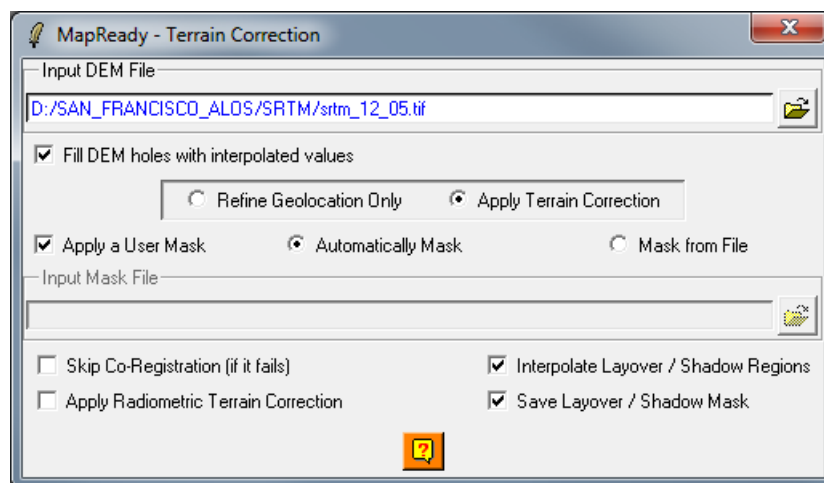 MapReady - Terrain Correction
Input DEM File
D:/SAN_FRANCISCO_ALOS/SRTM/srtm_12_05.tif
Fill DEM holes with interpolated values
Refine Geolocation Only Apply Terrain Correction
Apply a User Mask Automatically Mask Mask from File
Input Mask File
Skip Co-Registration (if it fails) Interpolate Layover / Shadow Regions
Apply Radiometric Terrain Correction Save Layover / Shadow Mask
?